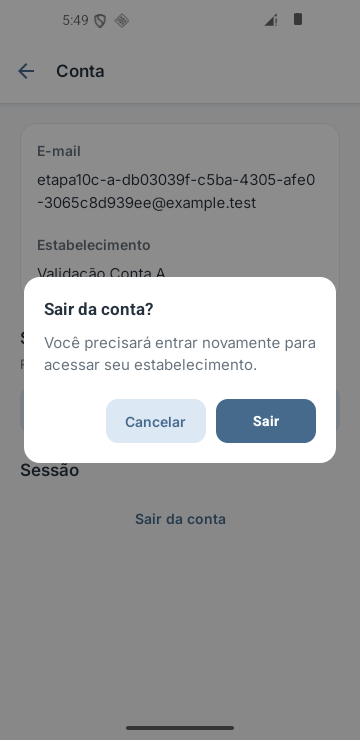 5:49
Conta
E-mail
etapa10c-a-db03039f-c5ba-4305-afe0
-3065c8d939ee@example.test
Estabelecimento
Validação Conta A
Sair da conta?
Você precisará entrar novamente para
acessar seu estabelecimento.
Cancelar
Sair
Sessão
Sair da conta